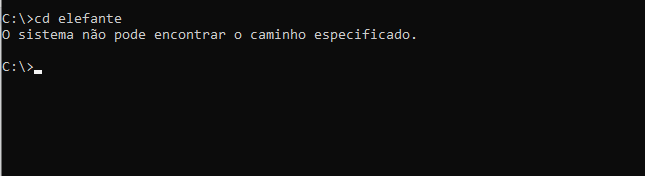 C:\>cd elefante
O sistema não pode encontrar o caminho especificado.
C:\>